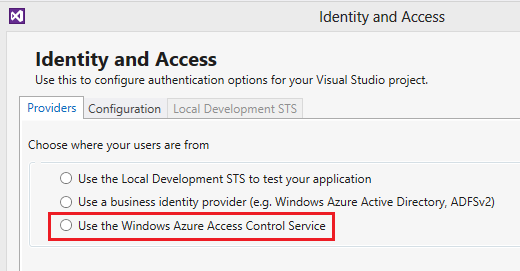 Identity and Access
Identity and Access
Use this to configure authentication options for your Visual Studio project.
Providers Configuration Local Development STS
Choose where your users are from
Use the Local Development STS to test your application
Use a business identity provider (e.g. Windows Azure Active Directory, ADFSv2)
Use the Windows Azure Access Control Service